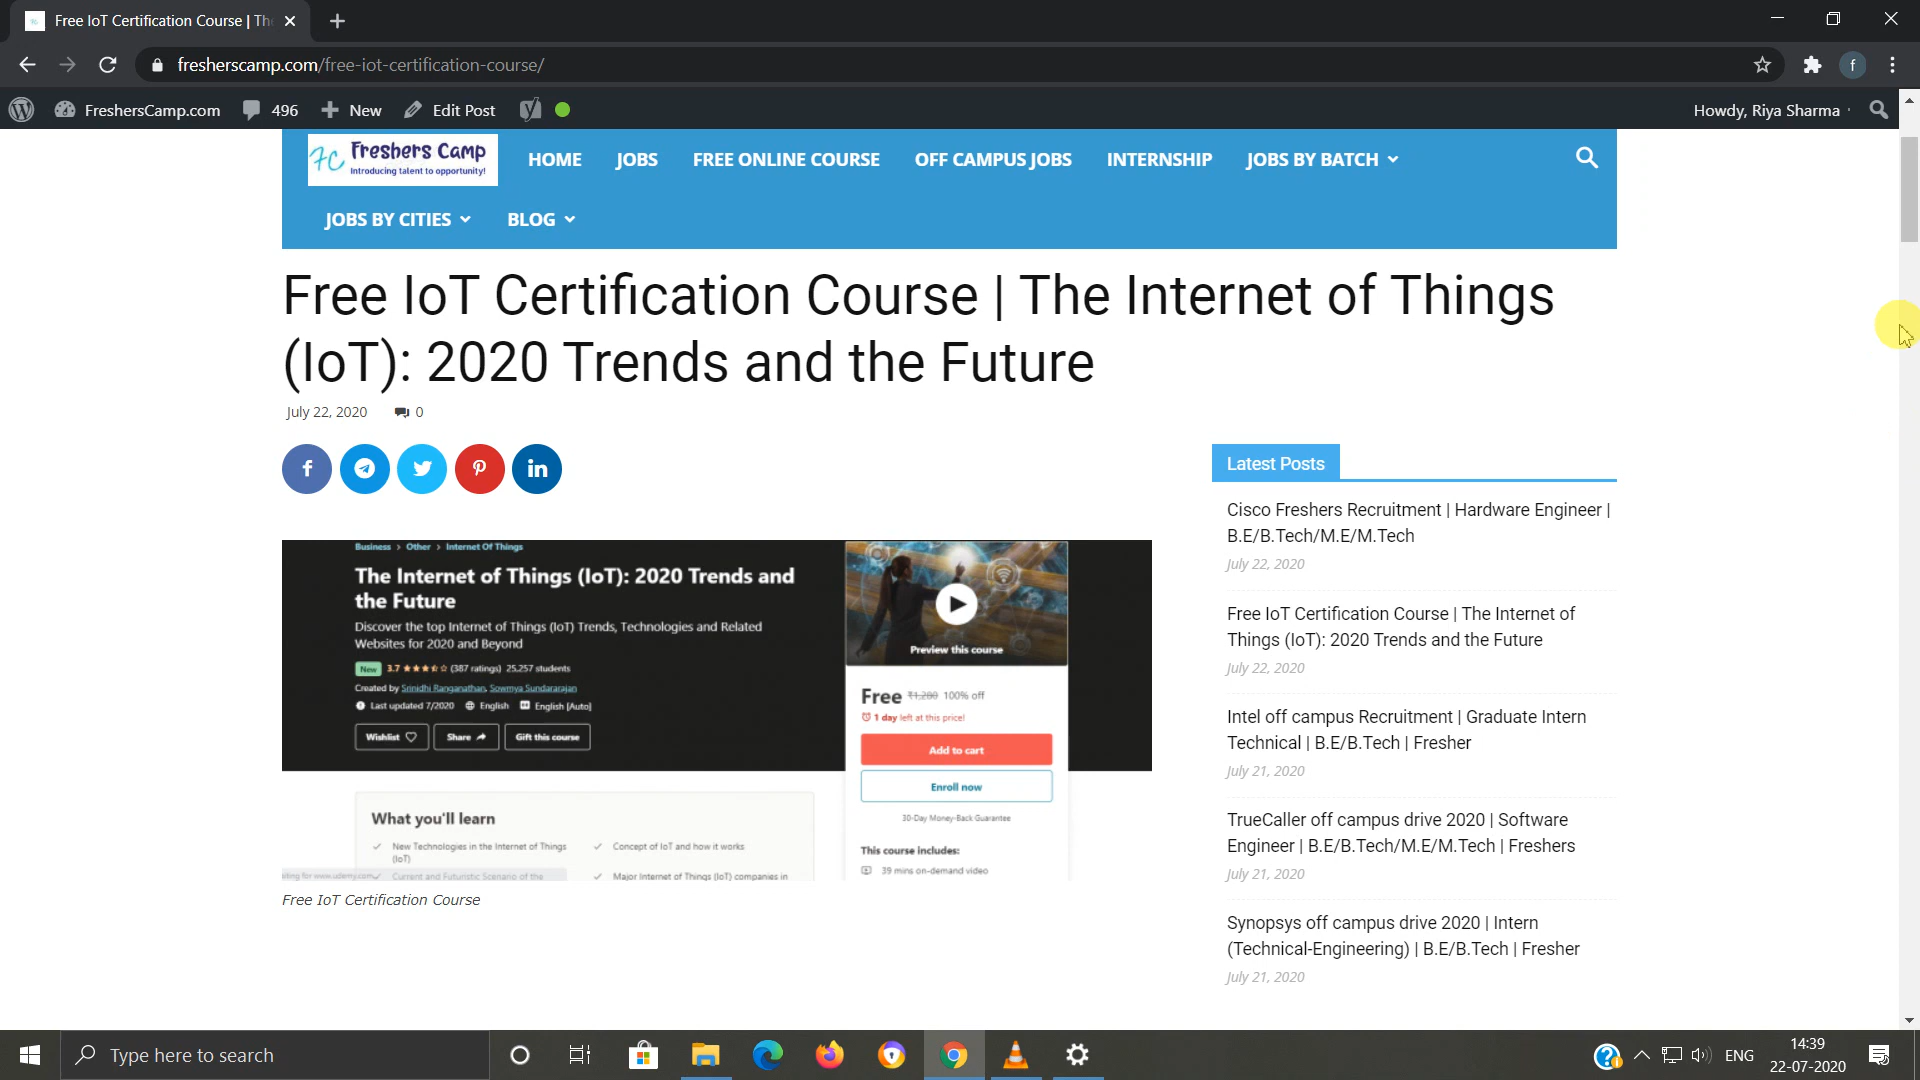 Free IoT Certification Course | The
fresherscamp.com/free-iot-certification-course/
FreshersCamp.com 496 New Edit Post Howdy, Riya Sharma
FC Freshers Camp
Introducing talent to opportunity!
HOME JOBS FREE ONLINE COURSE OFF CAMPUS JOBS INTERNSHIP JOBS BY BATCH
JOBS BY CITIES BLOG
Free IoT Certification Course | The Internet of Things
(IoT): 2020 Trends and the Future
July 22, 2020 0
Business > Other > Internet Of Things
The Internet of Things (IoT): 2020 Trends and
the Future
Discover the top Internet of Things (IoT) Trends, Technologies and Related
Websites for 2020 and Beyond
New 3.7 (387 ratings) 25,257 students
Created by Srinidhi Ranganathan, Sowmya Sundararajan
Last updated 7/2020 English English [Auto]
Wishlist Share Gift this course
Preview this course
Free ₹1,280 100% off
1 day left at this price!
Add to cart
Enroll now
30-Day Money-Back Guarantee
This course includes:
39 mins on-demand video
What you'll learn
New Technologies in the Internet of Things
(IoT)
Concept of IoT and how it works
Current and Futuristic Scenario of the
Major Internet of Things (IoT) companies in
Free IoT Certification Course
Latest Posts
Cisco Freshers Recruitment | Hardware Engineer |
B.E/B.Tech/M.E/M.Tech
July 22, 2020
Free IoT Certification Course | The Internet of
Things (IoT): 2020 Trends and the Future
July 22, 2020
Intel off campus Recruitment | Graduate Intern
Technical | B.E/B.Tech | Fresher
July 21, 2020
TrueCaller off campus drive 2020 | Software
Engineer | B.E/B.Tech/M.E/M.Tech | Freshers
July 21, 2020
Synopsys off campus drive 2020 | Intern
(Technical-Engineering) | B.E/B.Tech | Fresher
July 21, 2020
Type here to search
ENG
14:39
22-07-2020